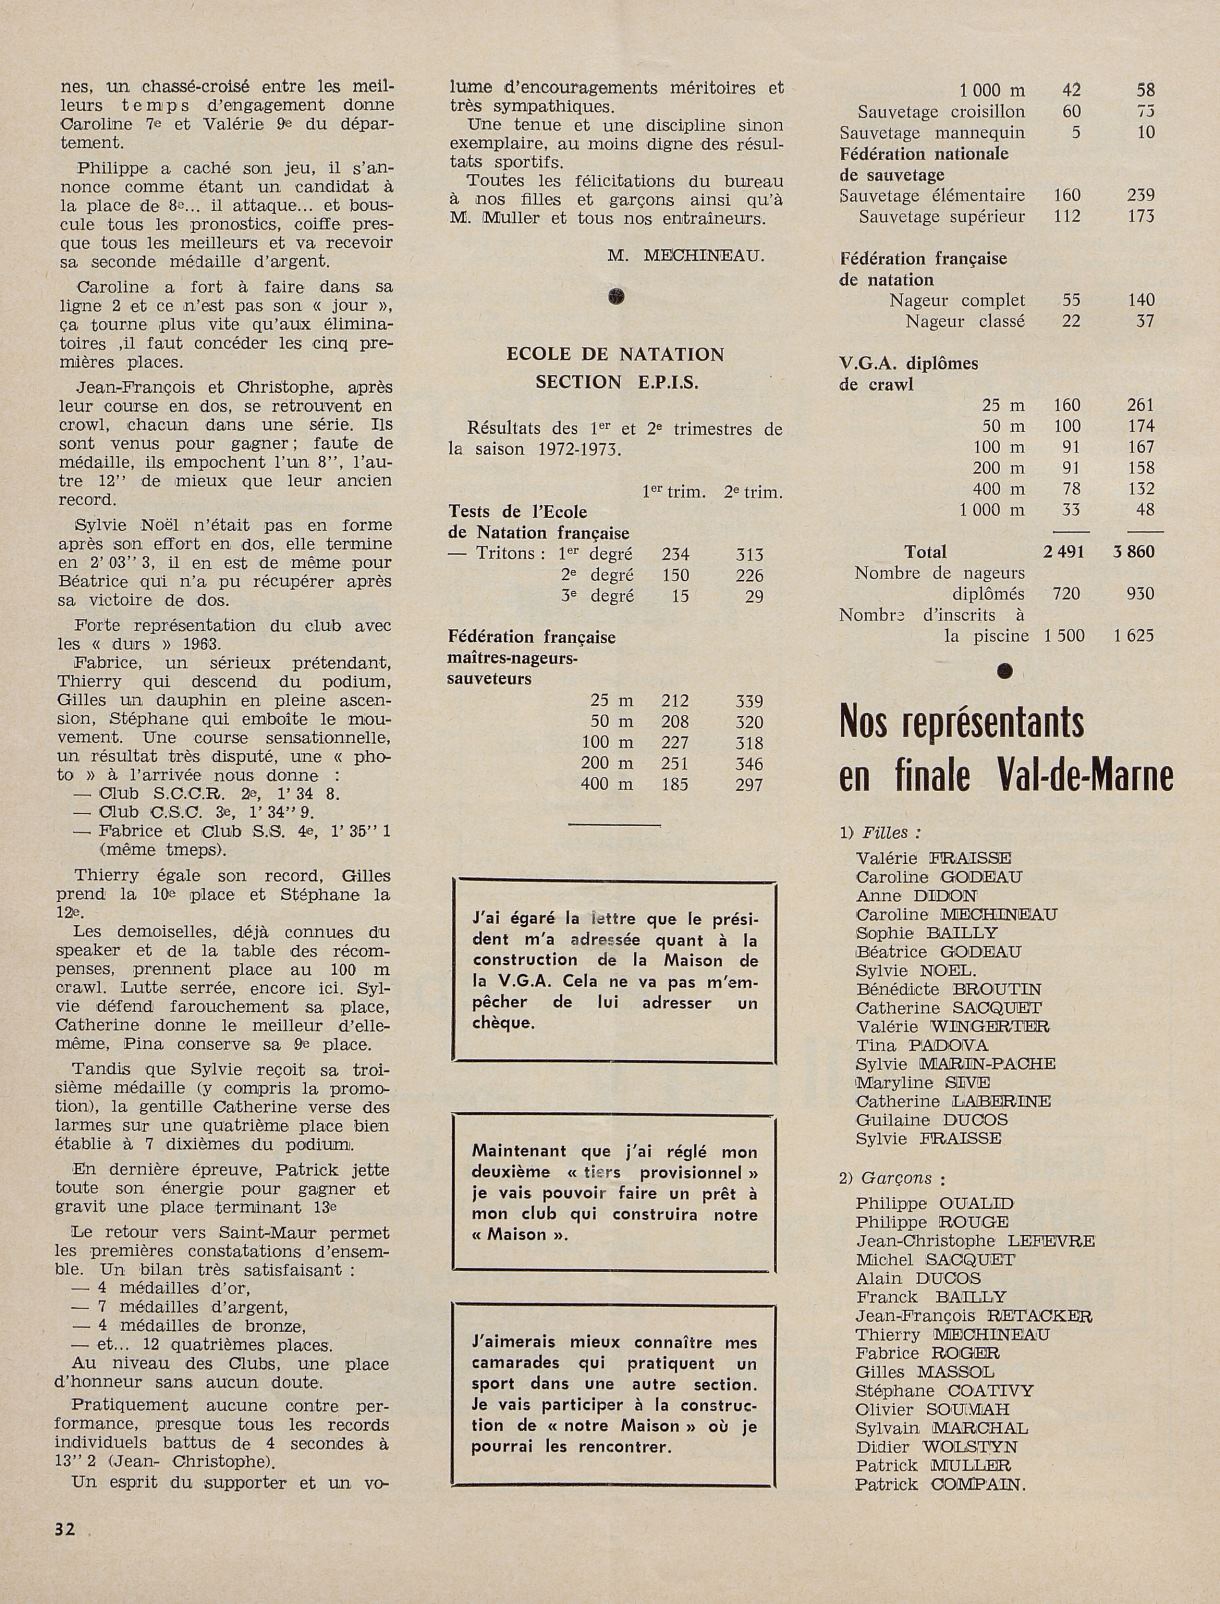 nes, un chassé-croisé entre les meil-
leurs temps d'engagement donne
Caroline 7e et Valérie 9e du dépar-
tement.
Philippe a caché son jeu, il s'an-
nonce comme étant un candidat à
la place de 8e... il attaque... et bous-
cule tous les pronostics, coiffe pres-
que tous les meilleurs et va recevoir
sa seconde médaille d'argent.
Caroline a fort à faire dans sa
ligne 2 et ce n'est pas son « jour »,
ça tourne plus vite qu'aux élimina-
toires ,il faut concéder les cinq pre-
mières places.
Jean-François et Christophe, après
leur course en dos, se retrouvent en
crowl, chacun dans une série. Ils
sont venus pour gagner ; faute de
médaille, ils empochent l'un 8'', l'au-
tre 12'' de mieux que leur ancien
record.
Sylvie Noël n'était pas en forme
après son effort en dos, elle termine
en 2' 03'' 3, il en est de même pour
Béatrice qui n'a pu récupérer après
sa victoire de dos.
Forte représentation du club avec
les « durs » 1963.
Fabrice, un sérieux prétendant,
Thierry qui descend du podium,
Gilles un dauphin en pleine ascen-
sion, Stéphane qui emboîte le mou-
vement. Une course sensationnelle,
un résultat très disputé, une « pho-
to » à l'arrivée nous donne :
— Club S.C.C.R. 2e, 1' 34 8.
— Club C.S.C. 3e, 1' 34'' 9.
— Fabrice et Club S.S. 4e, 1' 35'' 1
(même tmeps).
Thierry égale son record, Gilles
prend la 10e place et Stéphane la
12e.
Les demoiselles, déjà connues du
speaker et de la table des récom-
penses, prennent place au 100 m
crawl. Lutte serrée, encore ici. Syl-
vie défend farouchement sa place,
Catherine donne le meilleur d'elle-
même, Pina conserve sa 9e place.
Tandis que Sylvie reçoit sa troi-
sième médaille (y compris la promo-
tion), la gentille Catherine verse des
larmes sur une quatrième place bien
établie à 7 dixièmes du podium.
En dernière épreuve, Patrick jette
toute son énergie pour gagner et
gravit une place terminant 13e
Le retour vers Saint-Maur permet
les premières constatations d'ensem-
ble. Un bilan très satisfaisant :
— 4 médailles d'or,
— 7 médailles d'argent,
— 4 médailles de bronze,
— et... 12 quatrièmes places.
Au niveau des Clubs, une place
d'honneur sans aucun doute.
Pratiquement aucune contre per-
formance, presque tous les records
individuels battus de 4 secondes à
13'' 2 (Jean- Christophe).
Un esprit du supporter et un vo-
32
lume d'encouragements méritoires et
très sympathiques.
Une tenue et une discipline sinon
exemplaire, au moins digne des résul-
tats sportifs.
Toutes les félicitations du bureau
à nos filles et garçons ainsi qu'à
M. Muller et tous nos entraîneurs.
M. MECHINEAU.
ECOLE DE NATATION
SECTION E.P.I.S.
Résultats des 1er et 2e trimestres de
la saison 1972-1973.
1er trim. 2e trim.
Tests de l'Ecole
de Natation française
— Tritons : 1er degré 234 313
2e degré 150 226
3e degré 15 29
Fédération française
maîtres-nageurs-
sauveteurs
25 m 212 339
50 m 208 320
100 m 227 318
200 m 251 346
400 m 185 297
J'ai égaré la lettre que le prési-
dent m'a adressée quant à la
construction de la Maison de
la V.G.A. Cela ne va pas m'em-
pêcher de lui adresser un
chèque.
Maintenant que j'ai réglé mon
deuxième « tiers provisionnel »
je vais pouvoir faire un prêt à
mon club qui construira notre
« Maison ».
J'aimerais mieux connaître mes
camarades qui pratiquent un
sport dans une autre section.
Je vais participer à la construc-
tion de « notre Maison » où je
pourrai les rencontrer.
1 000 m 42 58
Sauvetage croisillon 60 75
Sauvetage mannequin 5 10
Fédération nationale
de sauvetage
Sauvetage élémentaire 160 239
Sauvetage supérieur 112 173
Fédération française
de natation
Nageur complet 55 140
Nageur classé 22 37
V.G.A. diplômes
de crawl
25 m 160 261
50 m 100 174
100 m 91 167
200 m 91 158
400 m 78 132
1 000 m 33 48
Total 2 491 3 860
Nombre de nageurs
diplômés 720 930
Nombre d'inscrits à
la piscine 1 500 1 625
Nos représentants
en finale Val-de-Marne
1) Filles :
Valérie FRAISSE
Caroline GODEAU
Anne DIDON
Caroline MECHINEAU
Sophie BAILLY
Béatrice GODEAU
Sylvie NOEL.
Bénédicte BROUTIN
Catherine SACQUET
Valérie WINGERTER
Tina PADOVA
Sylvie MARIN-PACHE
Maryline SIVE
Catherine LABERINE
Guilaine DUCOS
Sylvie FRAISSE
2) Garçons :
Philippe OUALID
Philippe ROUGE
Jean-Christophe LEFEVRE
Michel SACQUET
Alain DUCOS
Franck BAILLY
Jean-François RETACKER
Thierry MECHINEAU
Fabrice ROGER
Gilles MASSOL
Stéphane COATIVY
Olivier SOUMAH
Sylvain MARCHAL
Didier WOLSTYN
Patrick MULLER
Patrick COMPAIN.